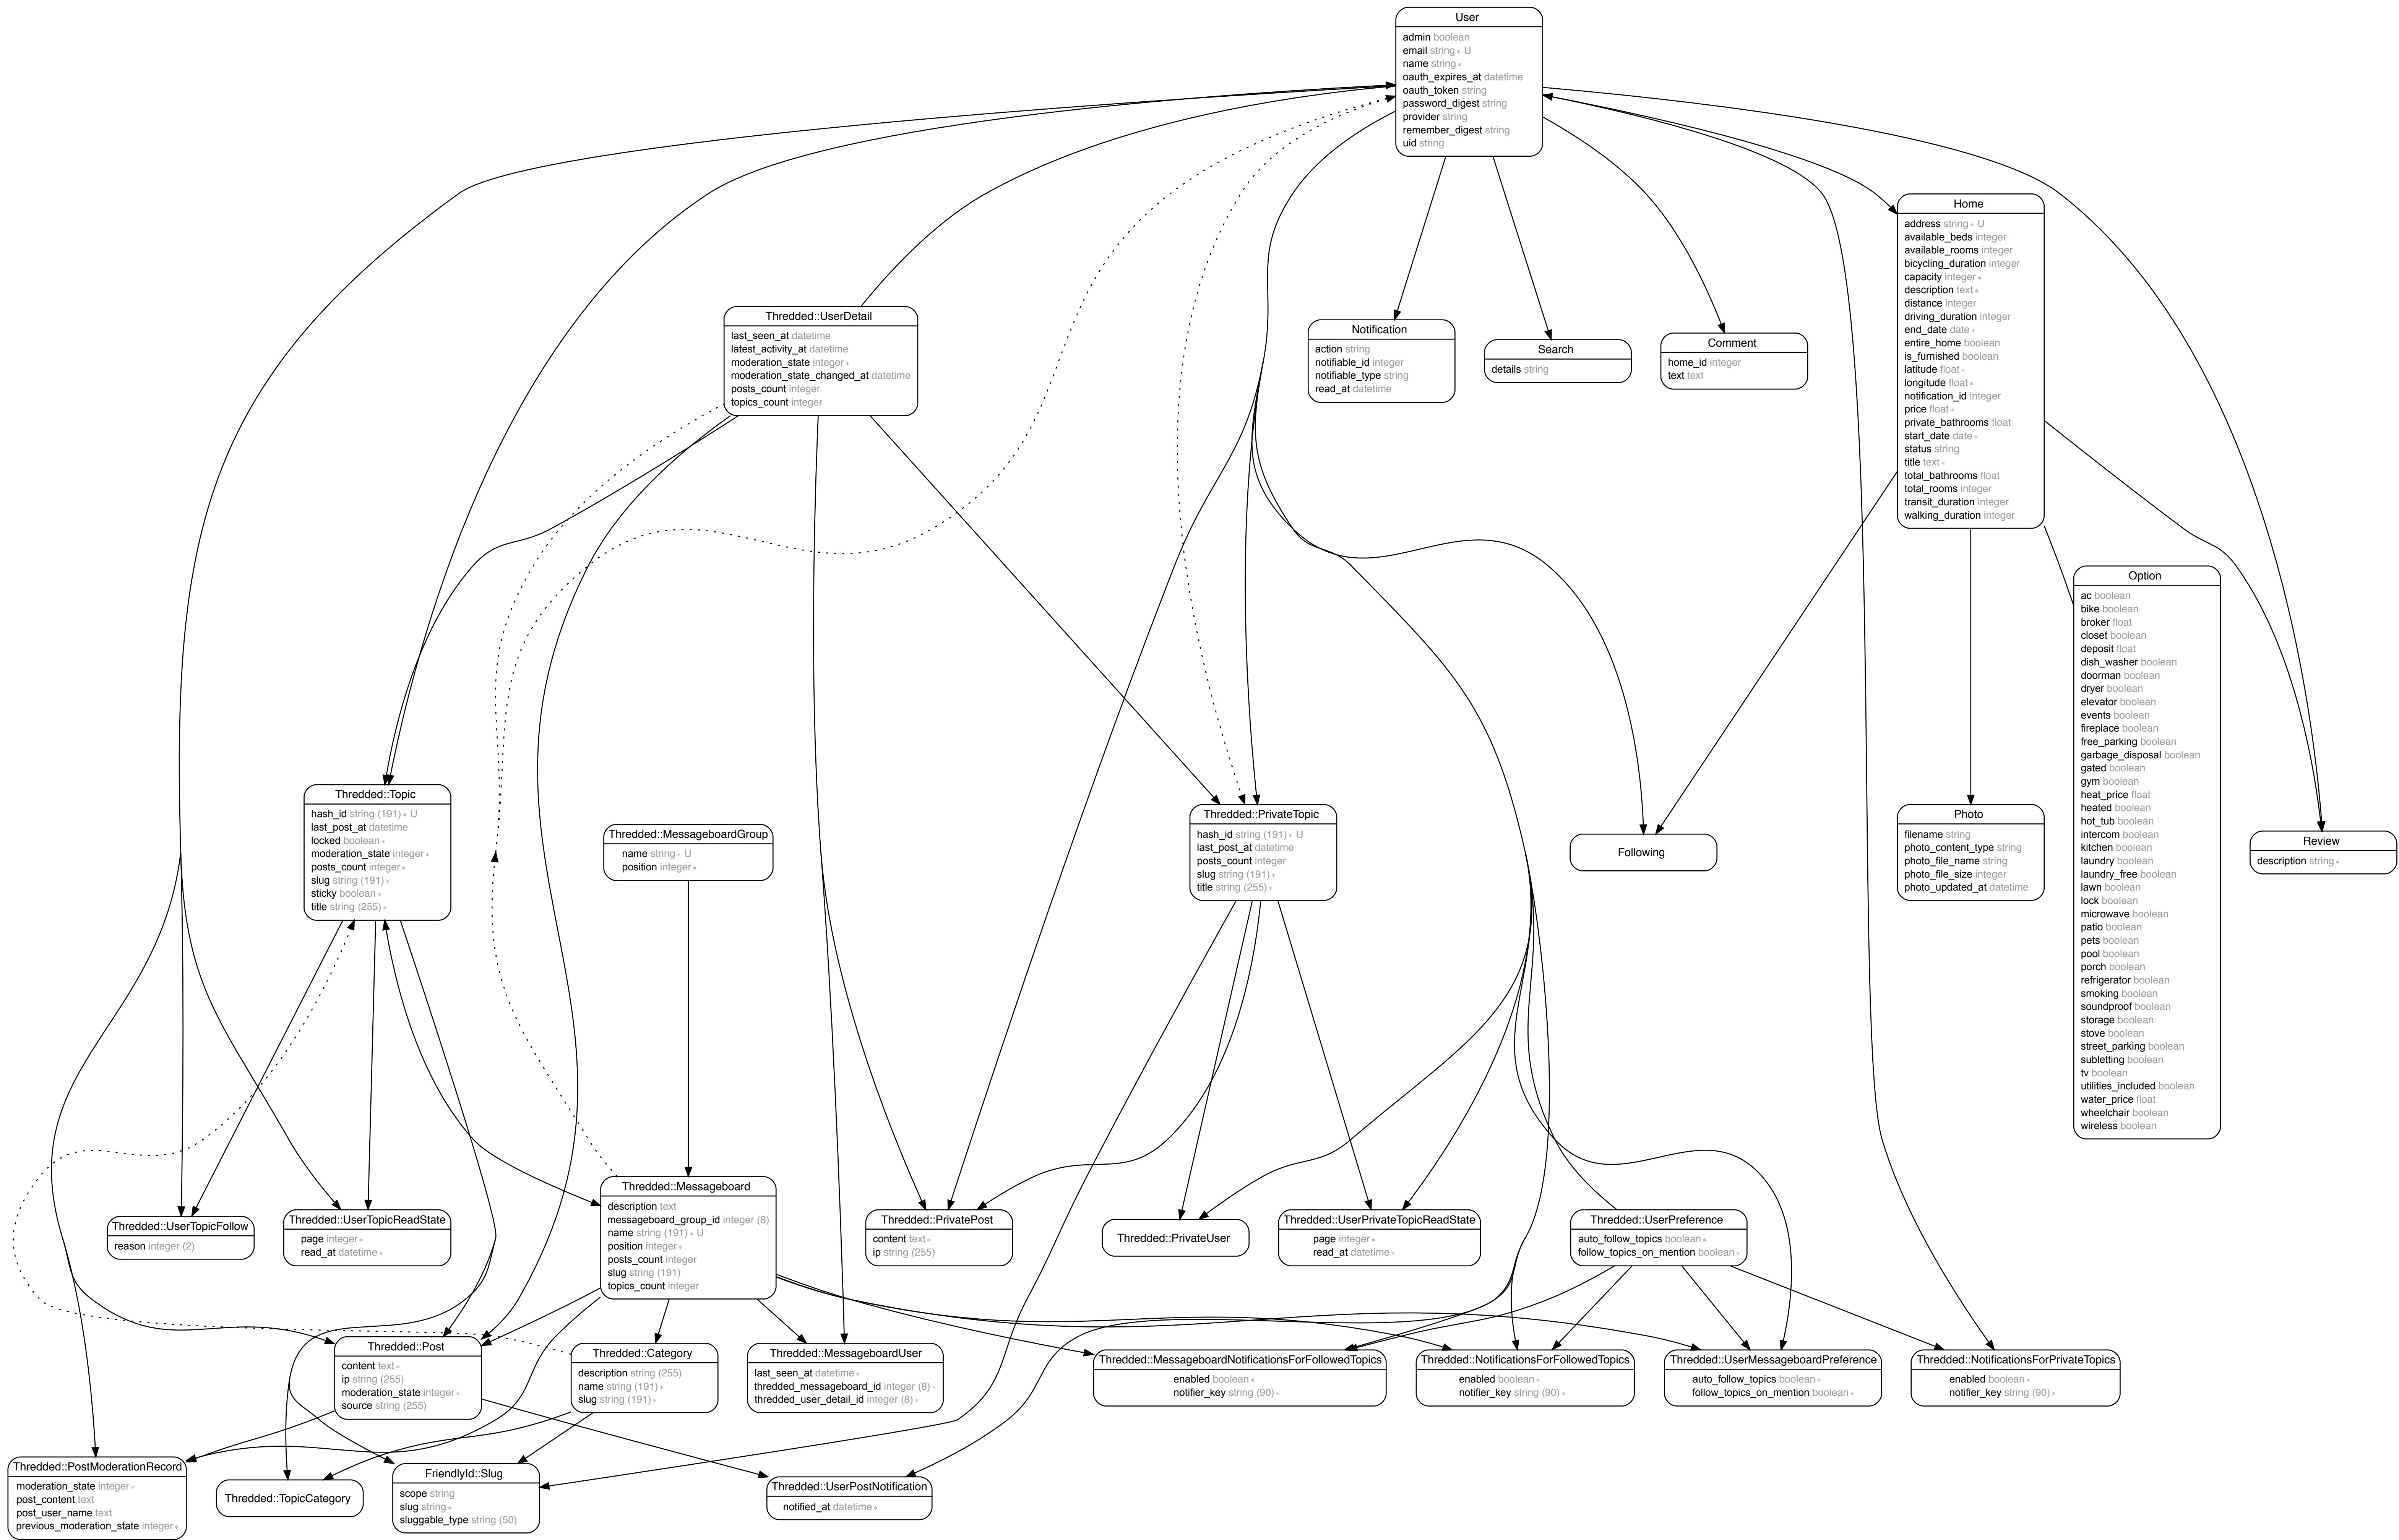 User
admin boolean
email string∗ U
name string∗
oauth_expires_at datetime
oauth_token string
password_digest string
provider string
remember_digest string
uid string
Home
address string∗ U
available_beds integer
available_rooms integer
bicycling_duration integer
capacity integer∗
description text∗
distance integer
driving_duration integer
end_date date∗
entire_home boolean
is_furnished boolean
latitude float∗
longitude float∗
notification_id integer
price float∗
private_bathrooms float
start_date date∗
status string
title text∗
total_bathrooms float
total_rooms integer
transit_duration integer
walking_duration integer
Thredded::UserDetail
last_seen_at datetime
latest_activity_at datetime
moderation_state integer∗
moderation_state_changed_at datetime
posts_count integer
topics_count integer
Notification
action string
notifiable_id integer
notifiable_type string
read_at datetime
Search
details string
Comment
home_id integer
text text
Option
ac boolean
bike boolean
broker float
closet boolean
deposit float
dish_washer boolean
doorman boolean
dryer boolean
elevator boolean
events boolean
fireplace boolean
free_parking boolean
garbage_disposal boolean
gated boolean
gym boolean
heat_price float
heated boolean
hot_tub boolean
intercom boolean
kitchen boolean
laundry boolean
laundry_free boolean
lawn boolean
lock boolean
microwave boolean
patio boolean
pets boolean
pool boolean
porch boolean
refrigerator boolean
smoking boolean
soundproof boolean
storage boolean
stove boolean
street_parking boolean
subletting boolean
tv boolean
utilities_included boolean
water_price float
wheelchair boolean
wireless boolean
Thredded::Topic
hash_id string (191)∗ U
last_post_at datetime
locked boolean∗
moderation_state integer∗
posts_count integer∗
slug string (191)∗
sticky boolean∗
title string (255)∗
Thredded::MessageboardGroup
name string∗ U
position integer∗
Thredded::PrivateTopic
hash_id string (191)∗ U
last_post_at datetime
posts_count integer
slug string (191)∗
title string (255)∗
Following
Photo
filename string
photo_content_type string
photo_file_name string
photo_file_size integer
photo_updated_at datetime
Review
description string∗
Thredded::UserTopicFollow
reason integer (2)
Thredded::UserTopicReadState
page integer∗
read_at datetime∗
Thredded::Messageboard
description text
messageboard_group_id integer (8)
name string (191)∗ U
position integer∗
posts_count integer
slug string (191)
topics_count integer
Thredded::PrivatePost
content text∗
ip string (255)
Thredded::PrivateUser
Thredded::UserPrivateTopicReadState
page integer∗
read_at datetime∗
Thredded::UserPreference
auto_follow_topics boolean∗
follow_topics_on_mention boolean∗
Thredded::Post
content text∗
ip string (255)
moderation_state integer∗
source string (255)
Thredded::Category
description string (255)
name string (191)∗
slug string (191)∗
Thredded::MessageboardUser
last_seen_at datetime∗
thredded_messageboard_id integer (8)∗
thredded_user_detail_id integer (8)∗
Thredded::MessageboardNotificationsForFollowedTopics
enabled boolean∗
notifier_key string (90)∗
Thredded::NotificationsForFollowedTopics
enabled boolean∗
notifier_key string (90)∗
Thredded::UserMessageboardPreference
auto_follow_topics boolean∗
follow_topics_on_mention boolean∗
Thredded::NotificationsForPrivateTopics
enabled boolean∗
notifier_key string (90)∗
Thredded::PostModerationRecord
moderation_state integer∗
post_content text
post_user_name text
previous_moderation_state integer∗
Thredded::TopicCategory
FriendlyId::Slug
scope string
slug string∗
sluggable_type string (50)
Thredded::UserPostNotification
notified_at datetime∗